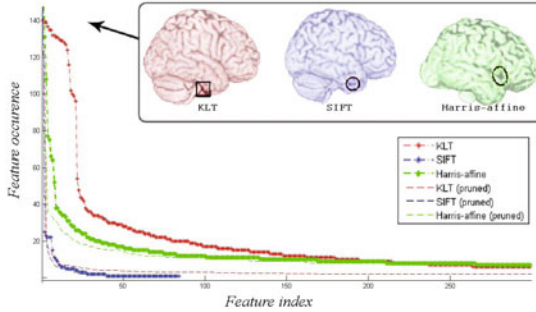 140
120
100
80
60
40
20
Feature occurence
KLT
SIFT
Harris-affine
KLT
SIFT
Harris-affine
KLT (pruned)
SIFT (pruned)
Harris-affine (pruned)
50
100
150
200
250
300
Feature index